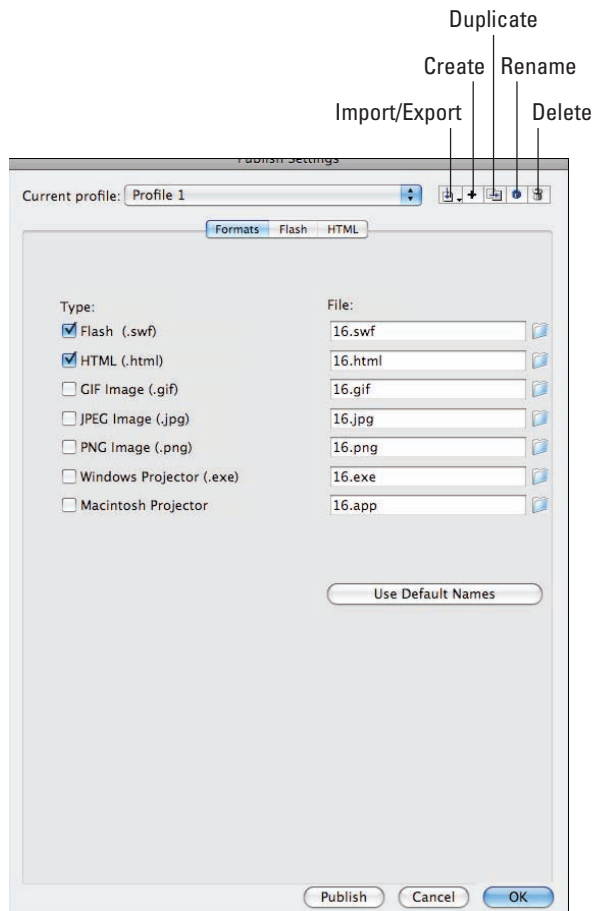 Duplicate
Create Rename
Import/Export Delete
Publish Settings
Current profile: Profile 1
Formats Flash HTML
Type: File:
Flash (.swf) 16.swf
HTML (.html) 16.html
GIF Image (.gif) 16.gif
JPEG Image (.jpg) 16.jpg
PNG Image (.png) 16.png
Windows Projector (.exe) 16.exe
Macintosh Projector 16.app
Use Default Names
Publish Cancel OK